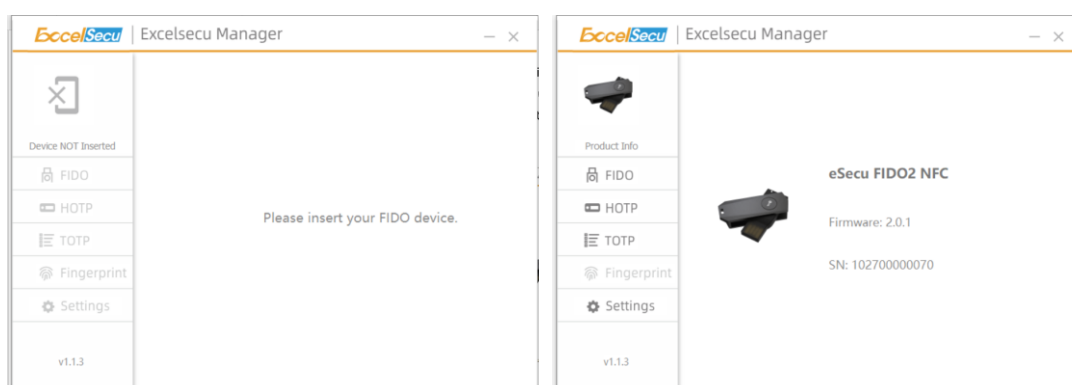 ExcelSecu | Excelsecu Manager
Device NOT Inserted
FIDO
HOTP
TOTP
Fingerprint
Settings
v1.1.3
Please insert your FIDO device.
ExcelSecu | Excelsecu Manager
Product Info
FIDO
HOTP
TOTP
Fingerprint
Settings
v1.1.3
eSecu FIDO2 NFC
Firmware: 2.0.1
SN: 102700000070